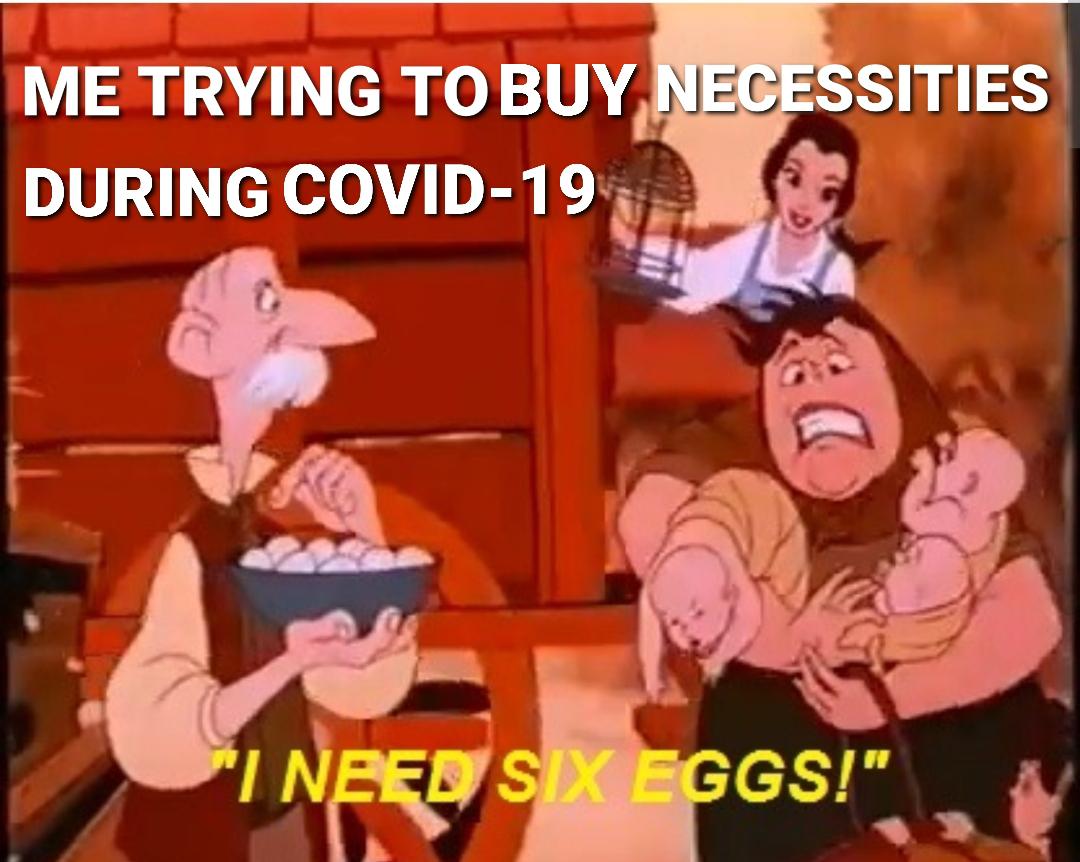 ME TRYING TO BUY NECESSITIES
DURING COVID-19
"I NEED SIX EGGS!"